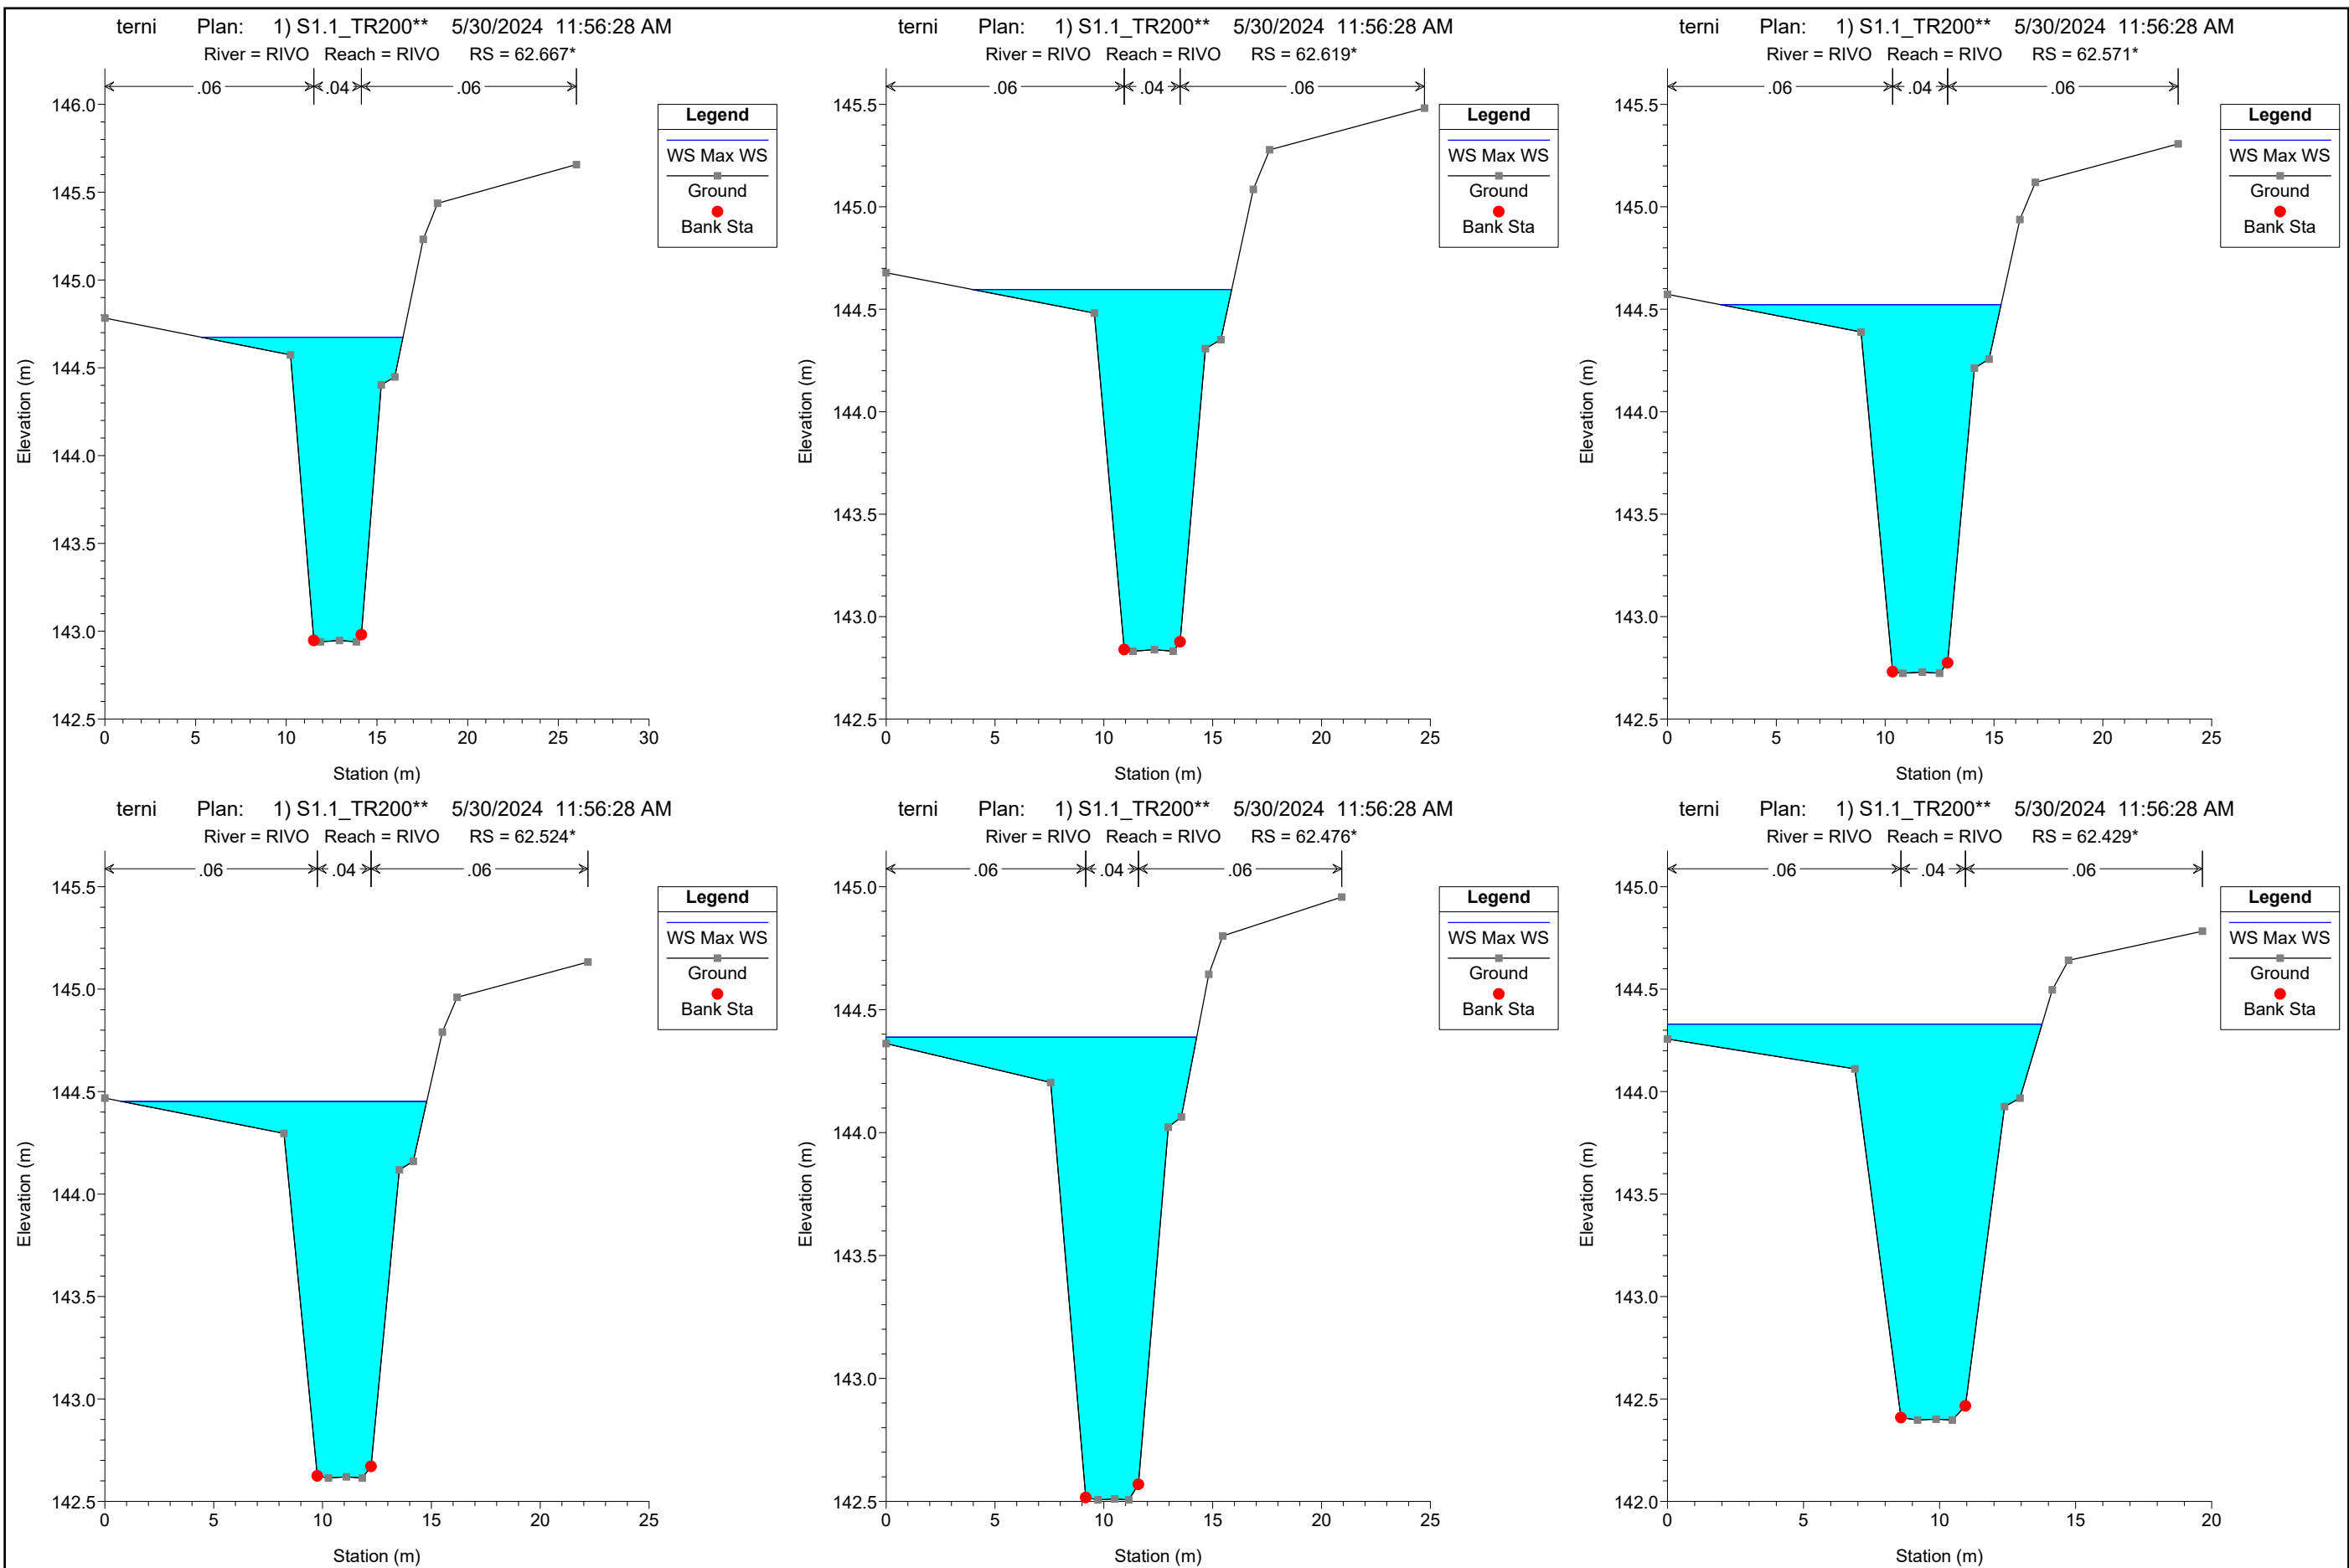 terni Plan: 1) S1.1_TR200** 5/30/2024 11:56:28 AM
River = RIVO Reach = RIVO RS = 62.667*
.06 .04 .06
146.0
145.5
145.0
144.5
144.0
143.5
143.0
142.5
Elevation (m)
0 5 10 15 20 25 30
Station (m)
Legend
WS Max WS
Ground
Bank Sta
terni Plan: 1) S1.1_TR200** 5/30/2024 11:56:28 AM
River = RIVO Reach = RIVO RS = 62.619*
.06 .04 .06
145.5
145.0
144.5
144.0
143.5
143.0
142.5
Elevation (m)
0 5 10 15 20 25
Station (m)
Legend
WS Max WS
Ground
Bank Sta
terni Plan: 1) S1.1_TR200** 5/30/2024 11:56:28 AM
River = RIVO Reach = RIVO RS = 62.571*
.06 .04 .06
145.5
145.0
144.5
144.0
143.5
143.0
142.5
Elevation (m)
0 5 10 15 20 25
Station (m)
Legend
WS Max WS
Ground
Bank Sta
terni Plan: 1) S1.1_TR200** 5/30/2024 11:56:28 AM
River = RIVO Reach = RIVO RS = 62.524*
.06 .04 .06
145.5
145.0
144.5
144.0
143.5
143.0
142.5
Elevation (m)
0 5 10 15 20 25
Station (m)
Legend
WS Max WS
Ground
Bank Sta
terni Plan: 1) S1.1_TR200** 5/30/2024 11:56:28 AM
River = RIVO Reach = RIVO RS = 62.476*
.06 .04 .06
145.0
144.5
144.0
143.5
143.0
142.5
Elevation (m)
0 5 10 15 20 25
Station (m)
Legend
WS Max WS
Ground
Bank Sta
terni Plan: 1) S1.1_TR200** 5/30/2024 11:56:28 AM
River = RIVO Reach = RIVO RS = 62.429*
.06 .04 .06
145.0
144.5
144.0
143.5
143.0
142.5
142.0
Elevation (m)
0 5 10 15 20
Station (m)
Legend
WS Max WS
Ground
Bank Sta